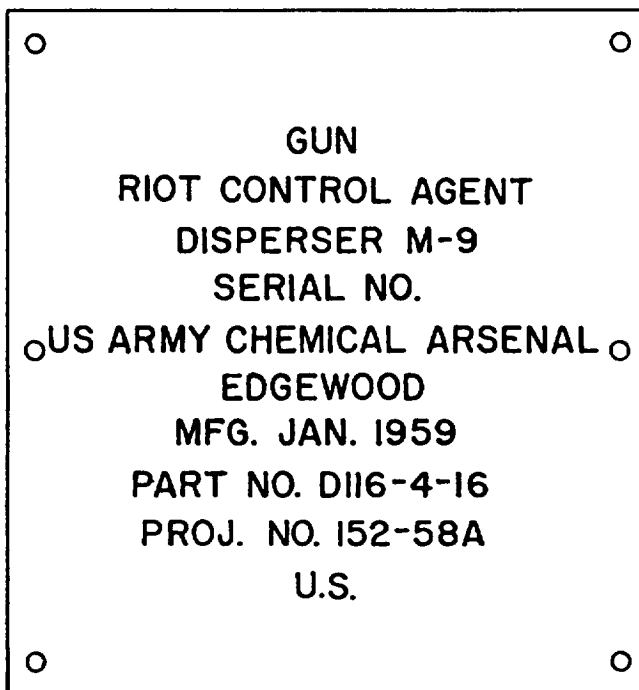 GUN
RIOT CONTROL AGENT
DISPERSER M-9
SERIAL NO.
US ARMY CHEMICAL ARSENAL
EDGEWOOD
MFG. JAN. 1959
PART NO. D116-4-16
PROJ. NO. 152-58A
U.S.